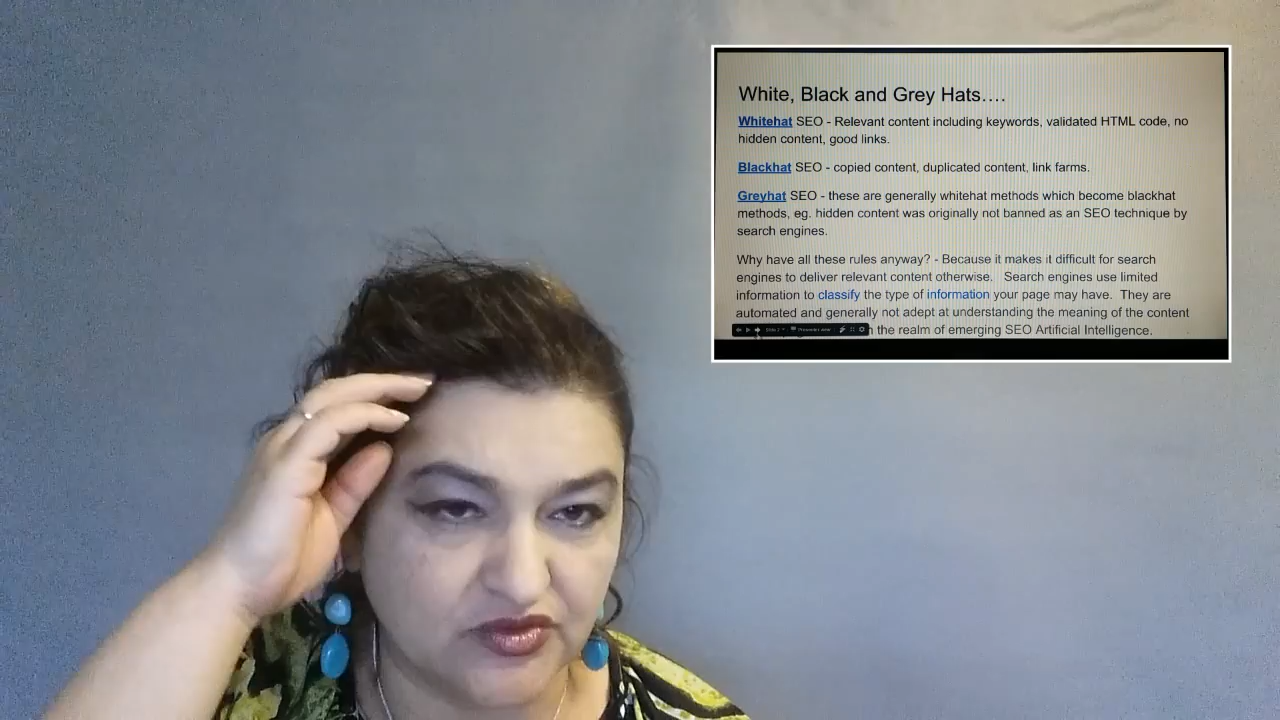 White, Black and Grey Hats....
Whitehat SEO - Relevant content including keywords, validated HTML code, no
hidden content, good links.
Blackhat SEO - copied content, duplicated content, link farms.
Greyhat SEO - these are generally whitehat methods which become blackhat
methods, eg. hidden content was originally not banned as an SEO technique by
search engines.
Why have all these rules anyway? - Because it makes it difficult for search
engines to deliver relevant content otherwise. Search engines use limited
information to classify the type of information your page may have. They are
automated and generally not adept at understanding the meaning of the content
Slide 2 Presenter view the realm of emerging SEO Artificial Intelligence.